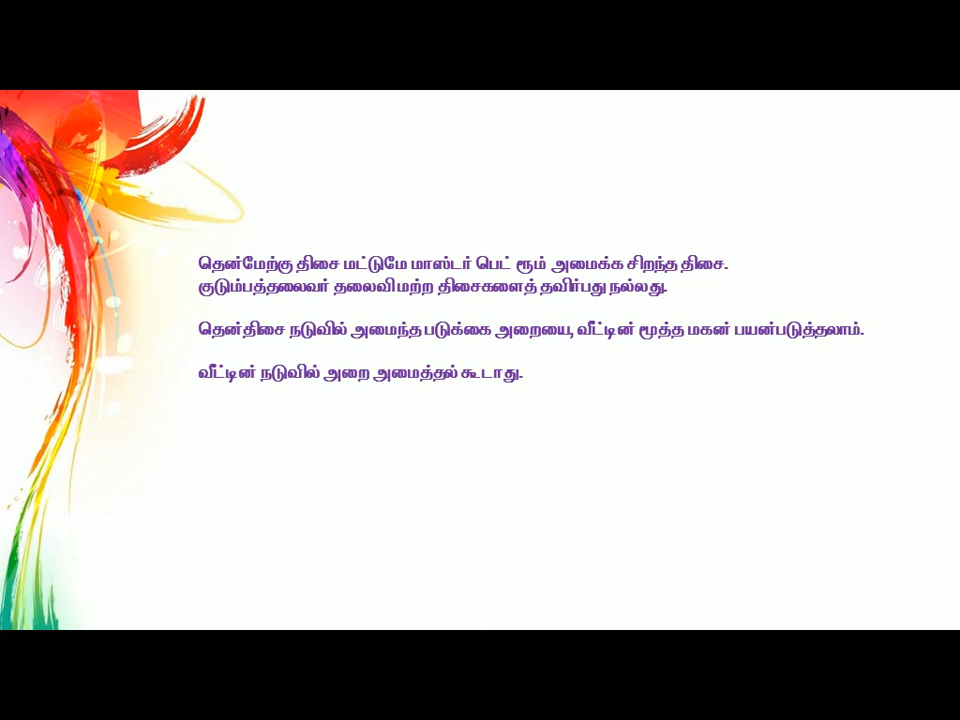 தென்மேற்கு திசை மட்டுமே மாஸ்டர் பெட் ரூம் அமைக்க சிறந்த திசை.
குடும்பத்தலைவர் தலைவி மற்ற திசைகளைத் தவிர்பது நல்லது.
தென்திசை நடுவில் அமைந்த படுக்கை அறையை, வீட்டின் மூத்த மகன் பயன்படுத்தலாம்.
வீட்டின் நடுவில் அறை அமைத்தல் கூடாது.